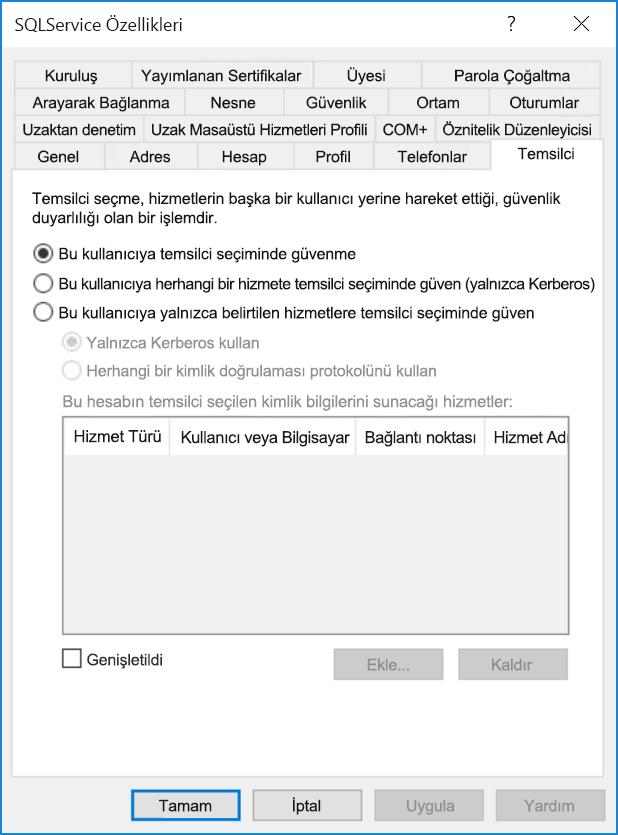 SQLService Özellikleri ?
Kuruluş Yayımlanan Sertifikalar Üyesi Parola Çoğaltma
Arayarak Bağlanma Nesne Güvenlik Ortam Oturumlar
Uzaktan denetim Uzak Masaüstü Hizmetleri Profili COM+ Öznitelik Düzenleyicisi
Genel Adres Hesap Profil Telefonlar Temsilci
Temsilci seçme, hizmetlerin başka bir kullanıcı yerine hareket ettiği, güvenlik
duyarlılığı olan bir işlemdir.
Bu kullanıcıya temsilci seçiminde güvenme
Bu kullanıcıya herhangi bir hizmete temsilci seçiminde güven (yalnızca Kerberos)
Bu kullanıcıya yalnızca belirtilen hizmetlere temsilci seçiminde güven
Yalnızca Kerberos kullan
Herhangi bir kimlik doğrulaması protokolünü kullan
Bu hesabın temsilci seçilen kimlik bilgilerini sunacağı hizmetler:
Hizmet Türü Kullanıcı veya Bilgisayar Bağlantı noktası Hizmet Adı
Genişletildi Ekle... Kaldır
Tamam İptal Uygula Yardım